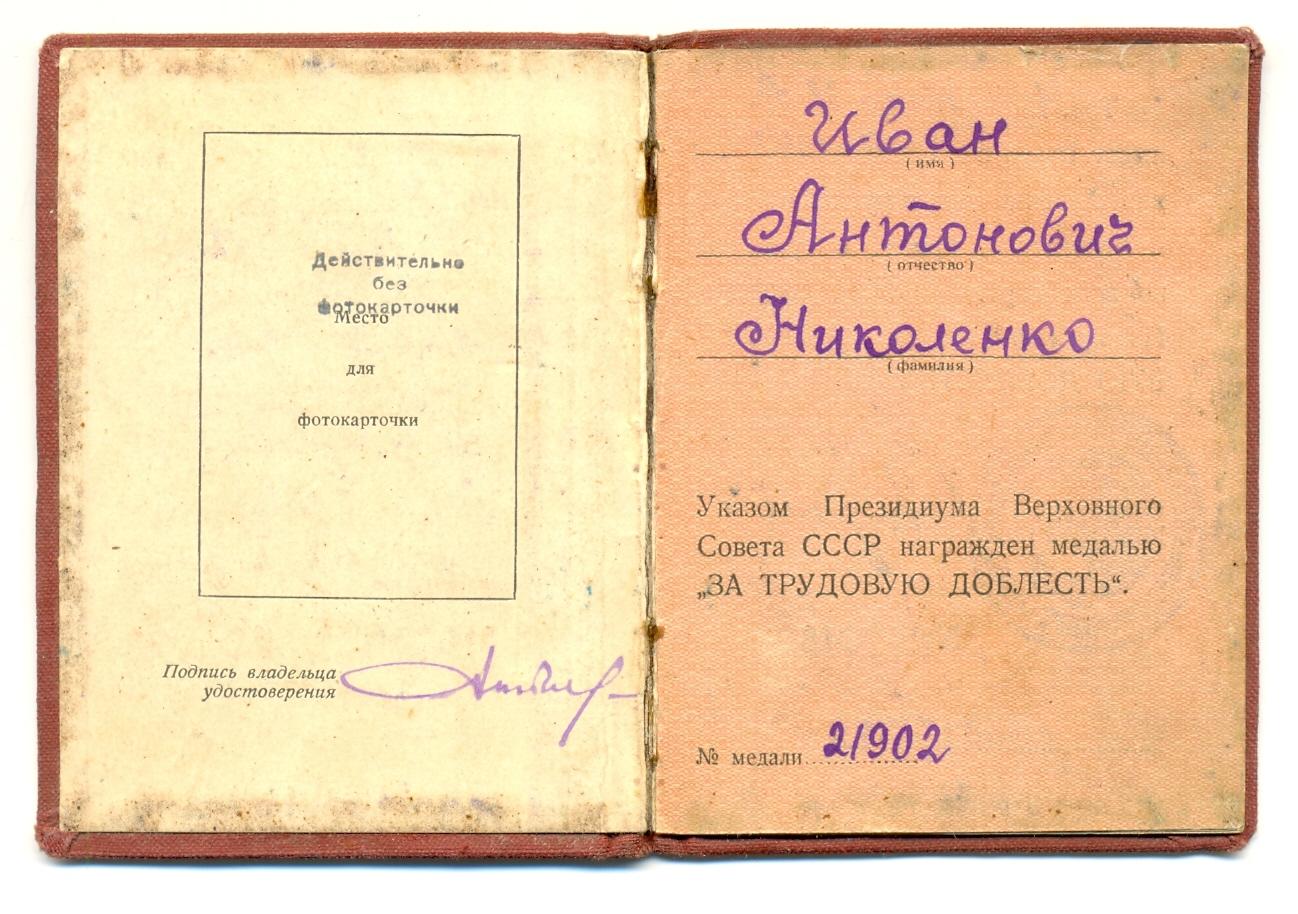 Действительно
без
фотокарточки
Место
для
фотокарточки
Подпись владельца
удостоверения
Иван
( имя )
Антонович
( отчество )
Николенко
( фамилия )
Указом Президиума Верховного
Совета СССР награжден медалью
„ЗА ТРУДОВУЮ ДОБЛЕСТЬ“.
№ медали 21902